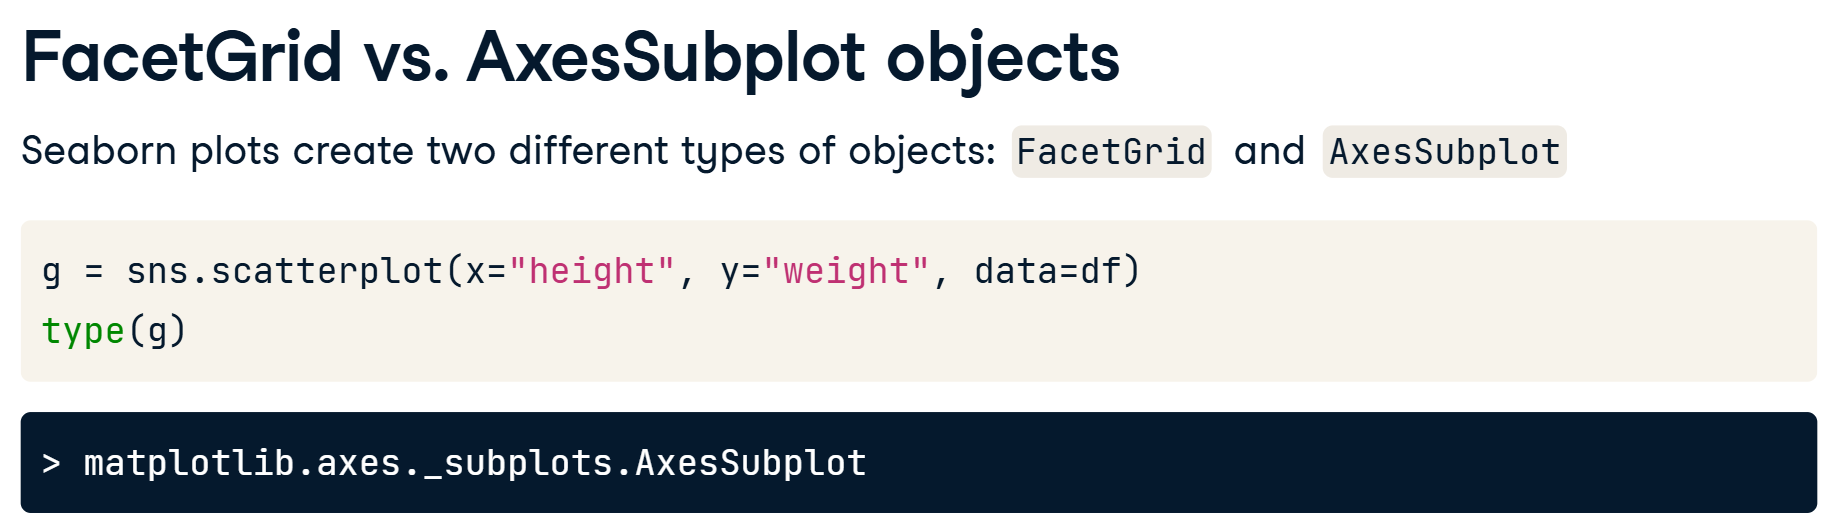 FacetGrid vs. AxesSubplot objects
Seaborn plots create two different types of objects: FacetGrid and AxesSubplot
g = sns.scatterplot(x="height", y="weight", data=df)
type(g)
> matplotlib.axes._subplots.AxesSubplot